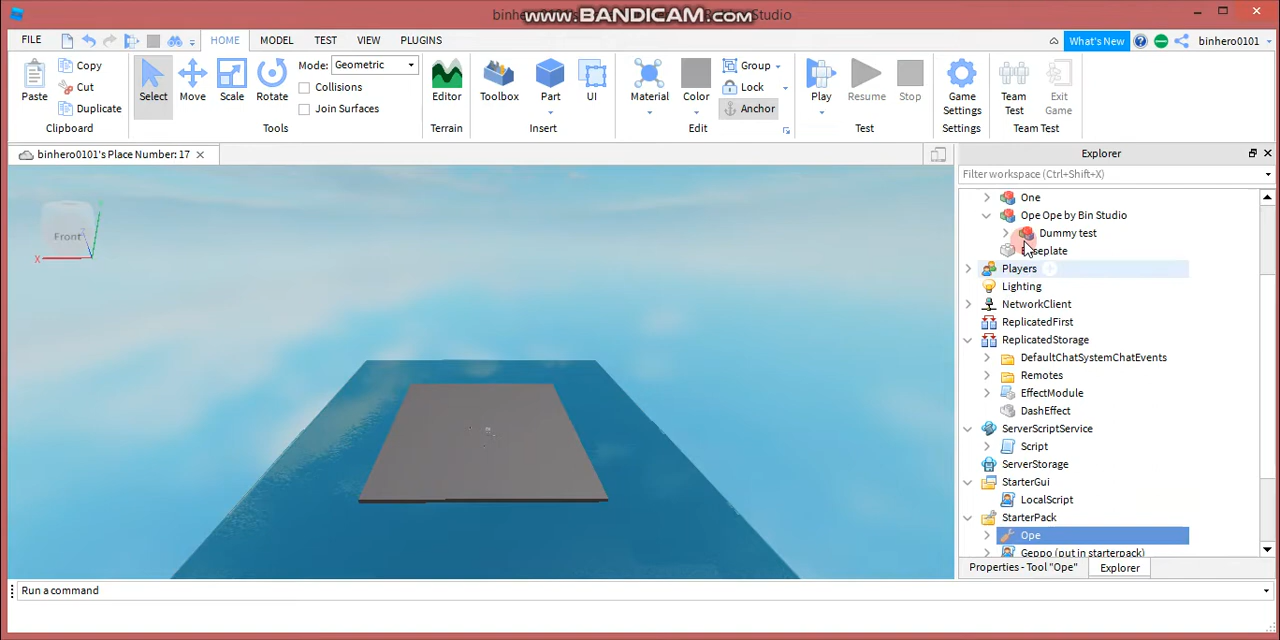 binhero
www.BANDICAM.com
Studio
FILE
HOME
MODEL
TEST
VIEW
PLUGINS
What's New
binhero0101
Paste
Copy
Cut
Duplicate
Clipboard
Select
Move
Scale
Rotate
Mode: Geometric
Collisions
Join Surfaces
Tools
Editor
Terrain
Toolbox
Part
UI
Insert
Material
Color
Group
Lock
Anchor
Edit
Play
Resume
Stop
Test
Game Settings
Settings
Team Test
Exit Game
Team Test
binhero0101's Place Number: 17
Front
X
Explorer
Filter workspace (Ctrl+Shift+X)
One
Ope Ope by Bin Studio
Dummy test
Baseplate
Players
Lighting
NetworkClient
ReplicatedFirst
ReplicatedStorage
DefaultChatSystemChatEvents
Remotes
EffectModule
DashEffect
ServerScriptService
Script
ServerStorage
StarterGui
LocalScript
StarterPack
Ope
Geppo (put in starterpack)
Properties - Tool "Ope"
Explorer
Run a command